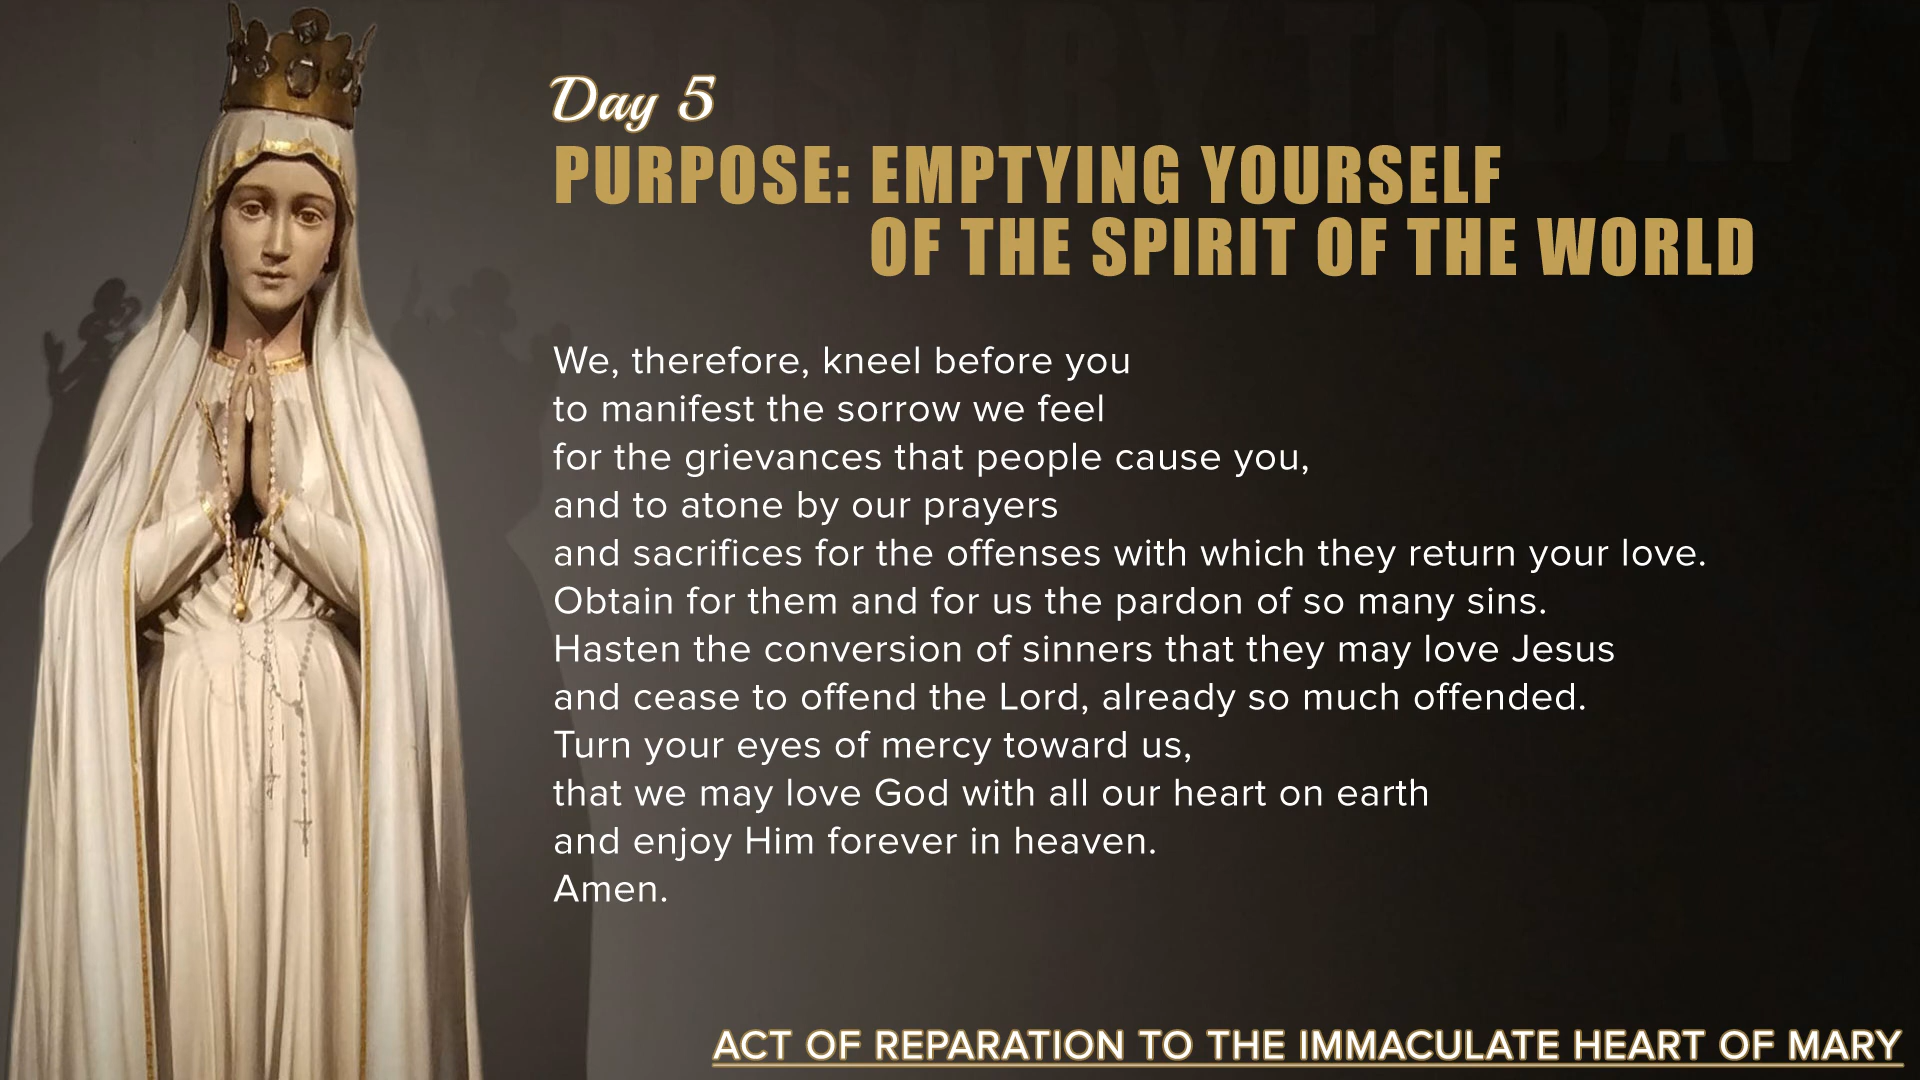 Day 5
PURPOSE: EMPTYING YOURSELF
OF THE SPIRIT OF THE WORLD
We, therefore, kneel before you
to manifest the sorrow we feel
for the grievances that people cause you,
and to atone by our prayers
and sacrifices for the offenses with which they return your love.
Obtain for them and for us the pardon of so many sins.
Hasten the conversion of sinners that they may love Jesus
and cease to offend the Lord, already so much offended.
Turn your eyes of mercy toward us,
that we may love God with all our heart on earth
and enjoy Him forever in heaven.
Amen.
ACT OF REPARATION TO THE IMMACULATE HEART OF MARY